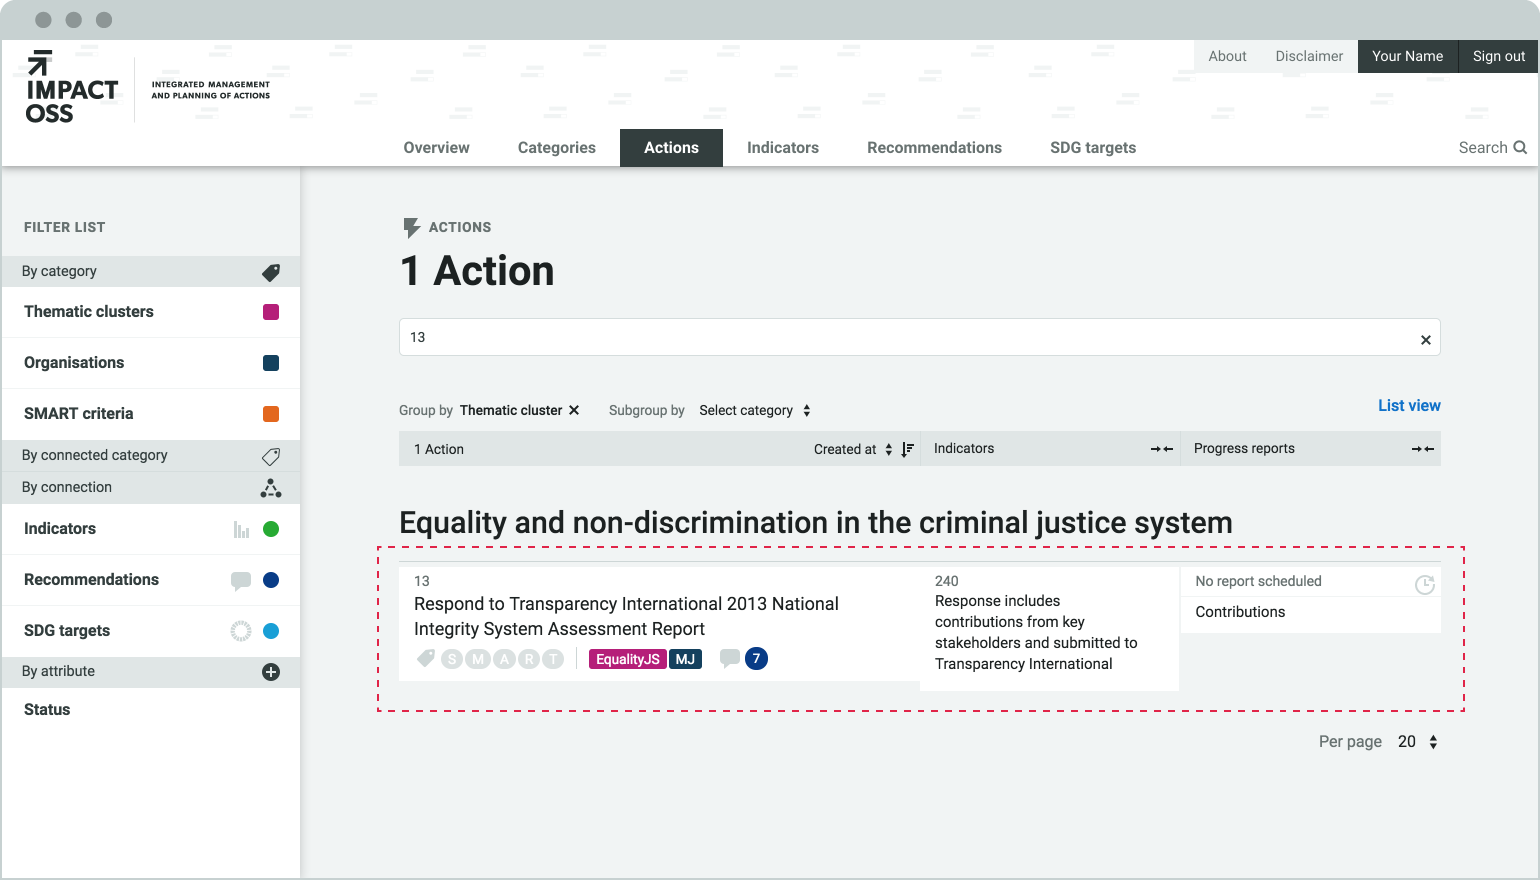 IMPACT
OSS
INTEGRATED MANAGEMENT
AND PLANNING OF ACTIONS
About
Disclaimer
Your Name
Sign out
Overview
Categories
Actions
Indicators
Recommendations
SDG targets
Search
FILTER LIST
By category
Thematic clusters
Organisations
SMART criteria
By connected category
By connection
Indicators
Recommendations
SDG targets
By attribute
Status
ACTIONS
1 Action
13
Group by Thematic cluster
Subgroup by Select category
List view
1 Action
Created at
Indicators
Progress reports
Equality and non-discrimination in the criminal justice system
13
Respond to Transparency International 2013 National
Integrity System Assessment Report
S M A R T
EqualityJS MJ
7
240
Response includes
contributions from key
stakeholders and submitted to
Transparency International
No report scheduled
Contributions
Per page 20